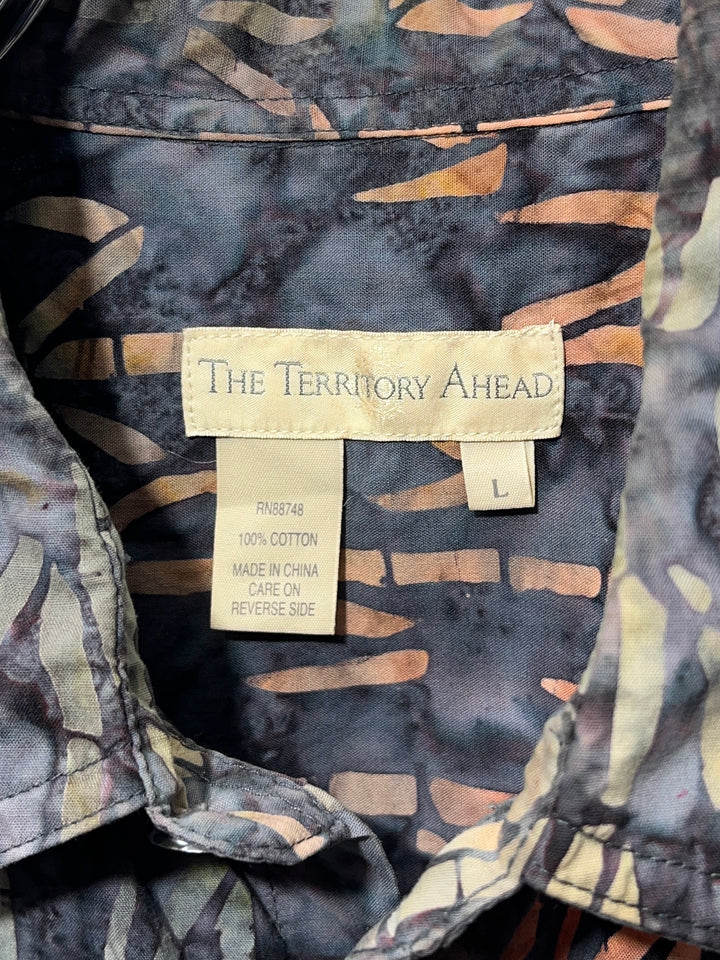 THE TERRITORY AHEAD
L
RN88748
100% COTTON
MADE IN CHINA
CARE ON
REVERSE SIDE